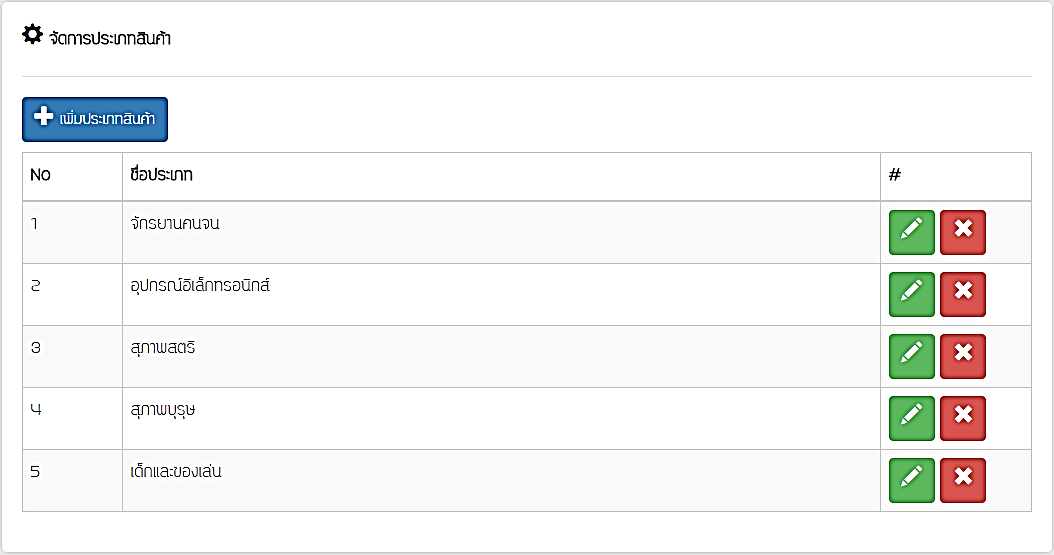 จัดการประเภทสินค้า
เพิ่มประเภทสินค้า
No ชื่อประเภท #
1 จักรยานคนจน
2 อุปกรณ์อิเล็กทรอนิกส์
3 สุภาพสตรี
4 สุภาพบุรุษ
5 เด็กและของเล่น